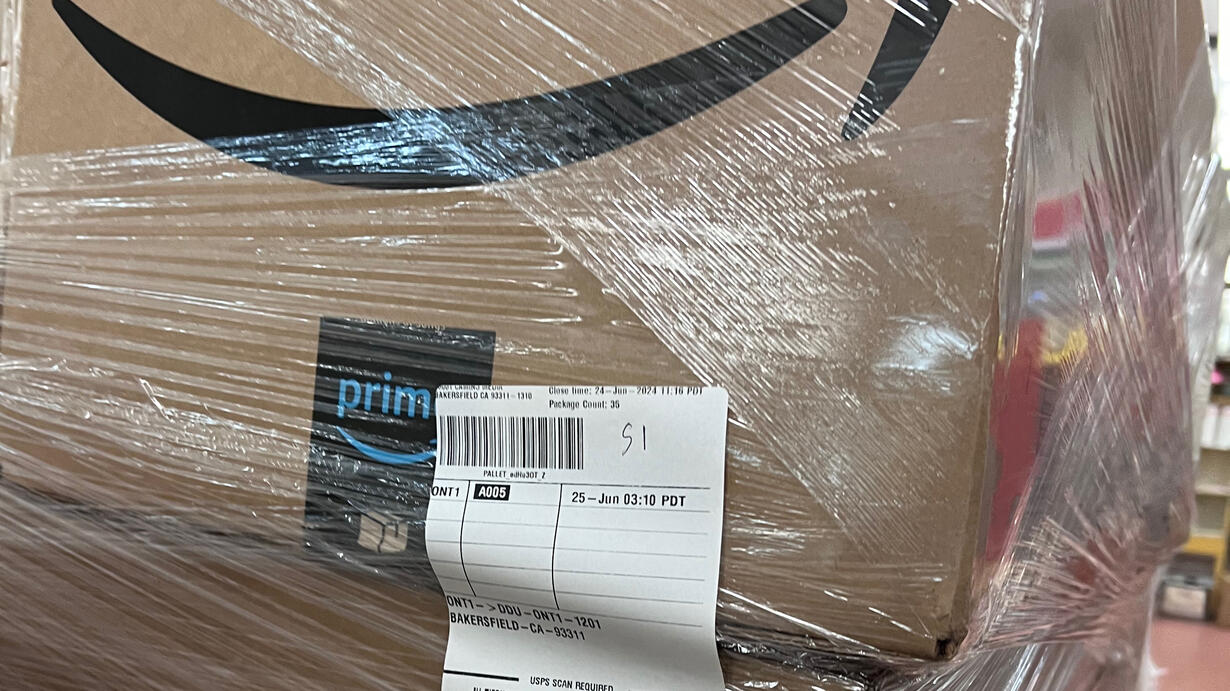 prim
BAKERSFIELD CA 93311-1310
Close time: 24-Jun-2024 11:16 PDT
Package Count: 35
S1
ONT1
A005
25-Jun 03:10 PDT
ONT1->DDU-ONT1-1201
BAKERSFIELD-CA-93311
USPS SCAN REQUIRED